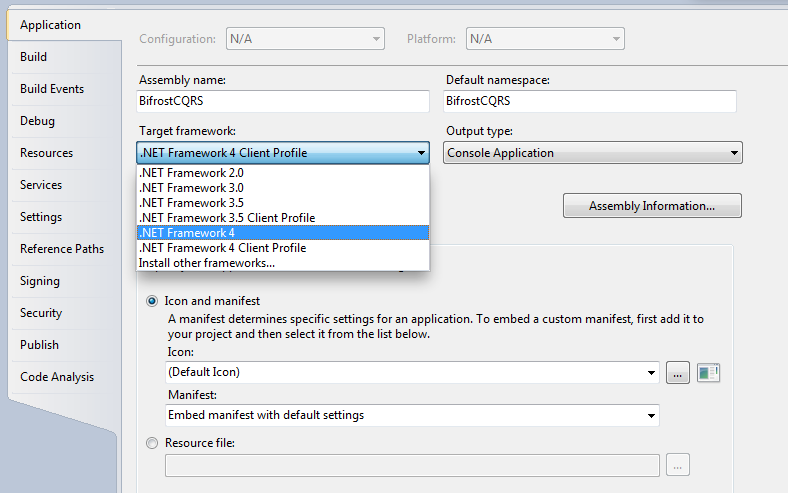 Application
Build
Build Events
Debug
Resources
Services
Settings
Reference Paths
Signing
Security
Publish
Code Analysis
Configuration: N/A Platform: N/A
Assembly name: Default namespace:
BifrostCQRS BifrostCQRS
Target framework: Output type:
.NET Framework 4 Client Profile Console Application
.NET Framework 2.0
.NET Framework 3.0
.NET Framework 3.5
.NET Framework 3.5 Client Profile
.NET Framework 4
.NET Framework 4 Client Profile
Install other frameworks...
Assembly Information...
Icon and manifest
A manifest determines specific settings for an application. To embed a custom manifest, first add it to
your project and then select it from the list below.
Icon:
(Default Icon) ...
Manifest:
Embed manifest with default settings
Resource file:
...